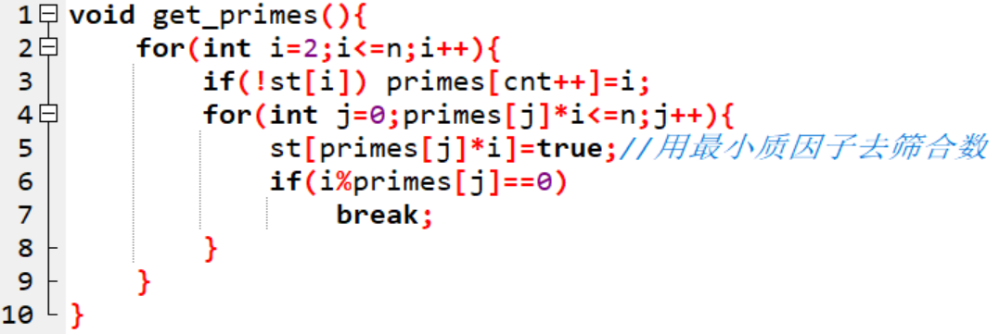 1 void get_primes(){
2 for(int i=2;i<=n;i++){
3 if(!st[i]) primes[cnt++]=i;
4 for(int j=0;primes[j]*i<=n;j++){
5 st[primes[j]*i]=true;//用最小质因子去筛合数
6 if(i%primes[j]==0)
7 break;
8 }
9 }
10 }